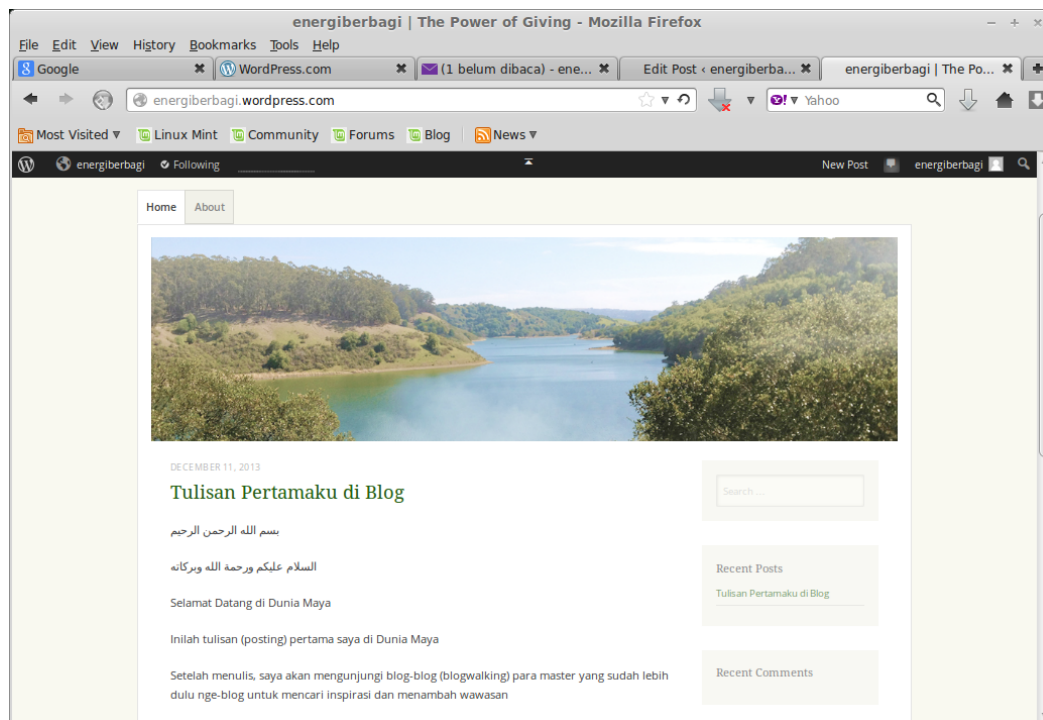 energiberbagi | The Power of Giving - Mozilla Firefox
File Edit View History Bookmarks Tools Help
Google WordPress.com (1 belum dibaca) - ene... Edit Post ‹ energiberba... energiberbagi | The Po...
energiberbagi.wordpress.com Yahoo
Most Visited Linux Mint Community Forums Blog News
energiberbagi Following New Post energiberbagi
Home About
DECEMBER 11, 2013
Tulisan Pertamaku di Blog
بسم الله الرحمن الرحيم
السلام عليكم ورحمة الله وبركاته
Selamat Datang di Dunia Maya
Inilah tulisan (posting) pertama saya di Dunia Maya
Setelah menulis, saya akan mengunjungi blog-blog (blogwalking) para master yang sudah lebih
dulu nge-blog untuk mencari inspirasi dan menambah wawasan
Search ...
Recent Posts
Tulisan Pertamaku di Blog
Recent Comments